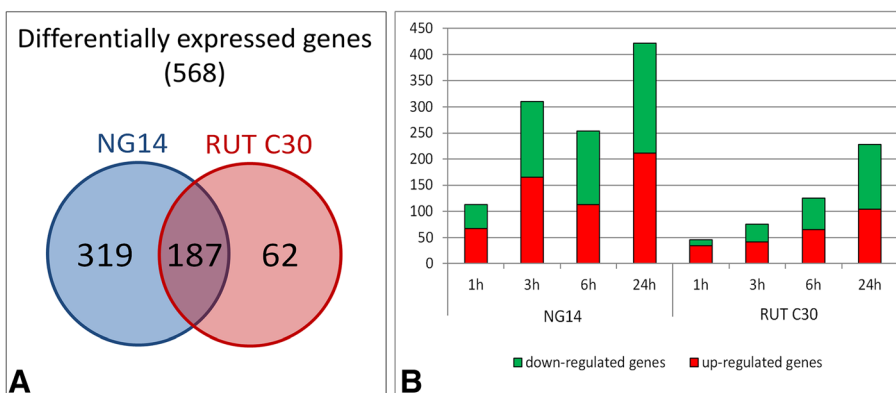 Differentially expressed genes
(568)
NG14
RUT C30
319
187
62
A
450
400
350
300
250
200
150
100
50
0
1h
3h
6h
24h
1h
3h
6h
24h
NG14
RUT C30
down-regulated genes
up-regulated genes
B